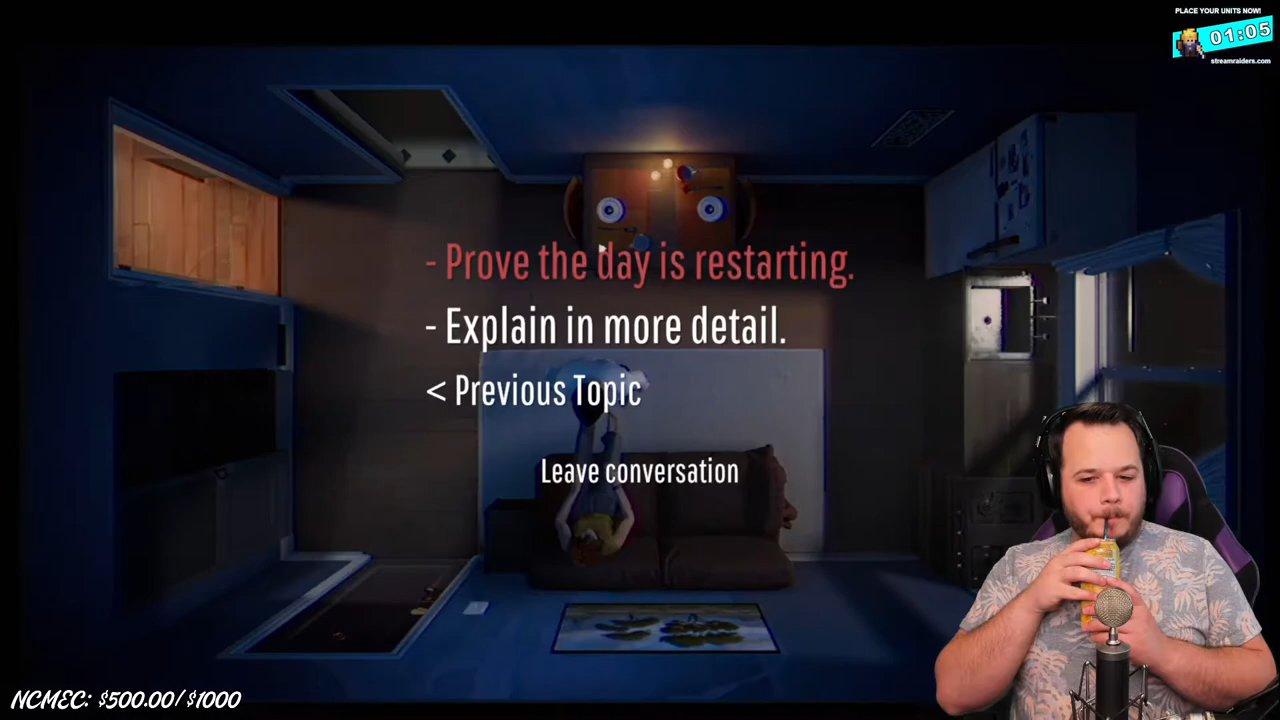 PLACE YOUR UNITS NOW!
01:05
streamraiders.com
- Prove the day is restarting.
- Explain in more detail.
< Previous Topic
Leave conversation
NCMEC: $500.00/$1000